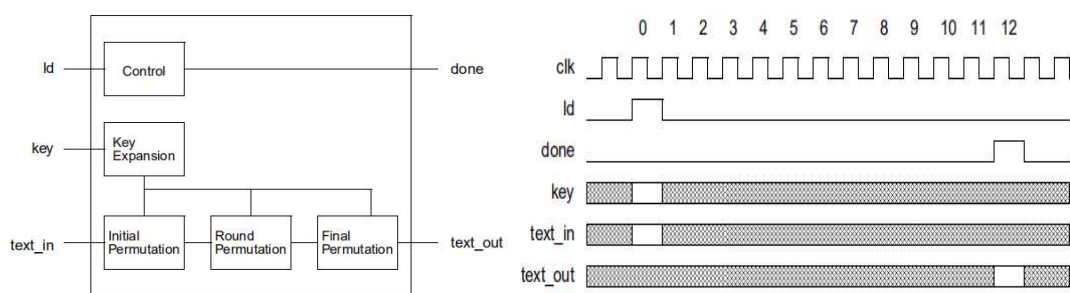 ld
Control
done
key
Key
Expansion
text_in
Initial
Permutation
Round
Permutation
Final
Permutation
text_out
0 1 2 3 4 5 6 7 8 9 10 11 12
clk
ld
done
key
text_in
text_out